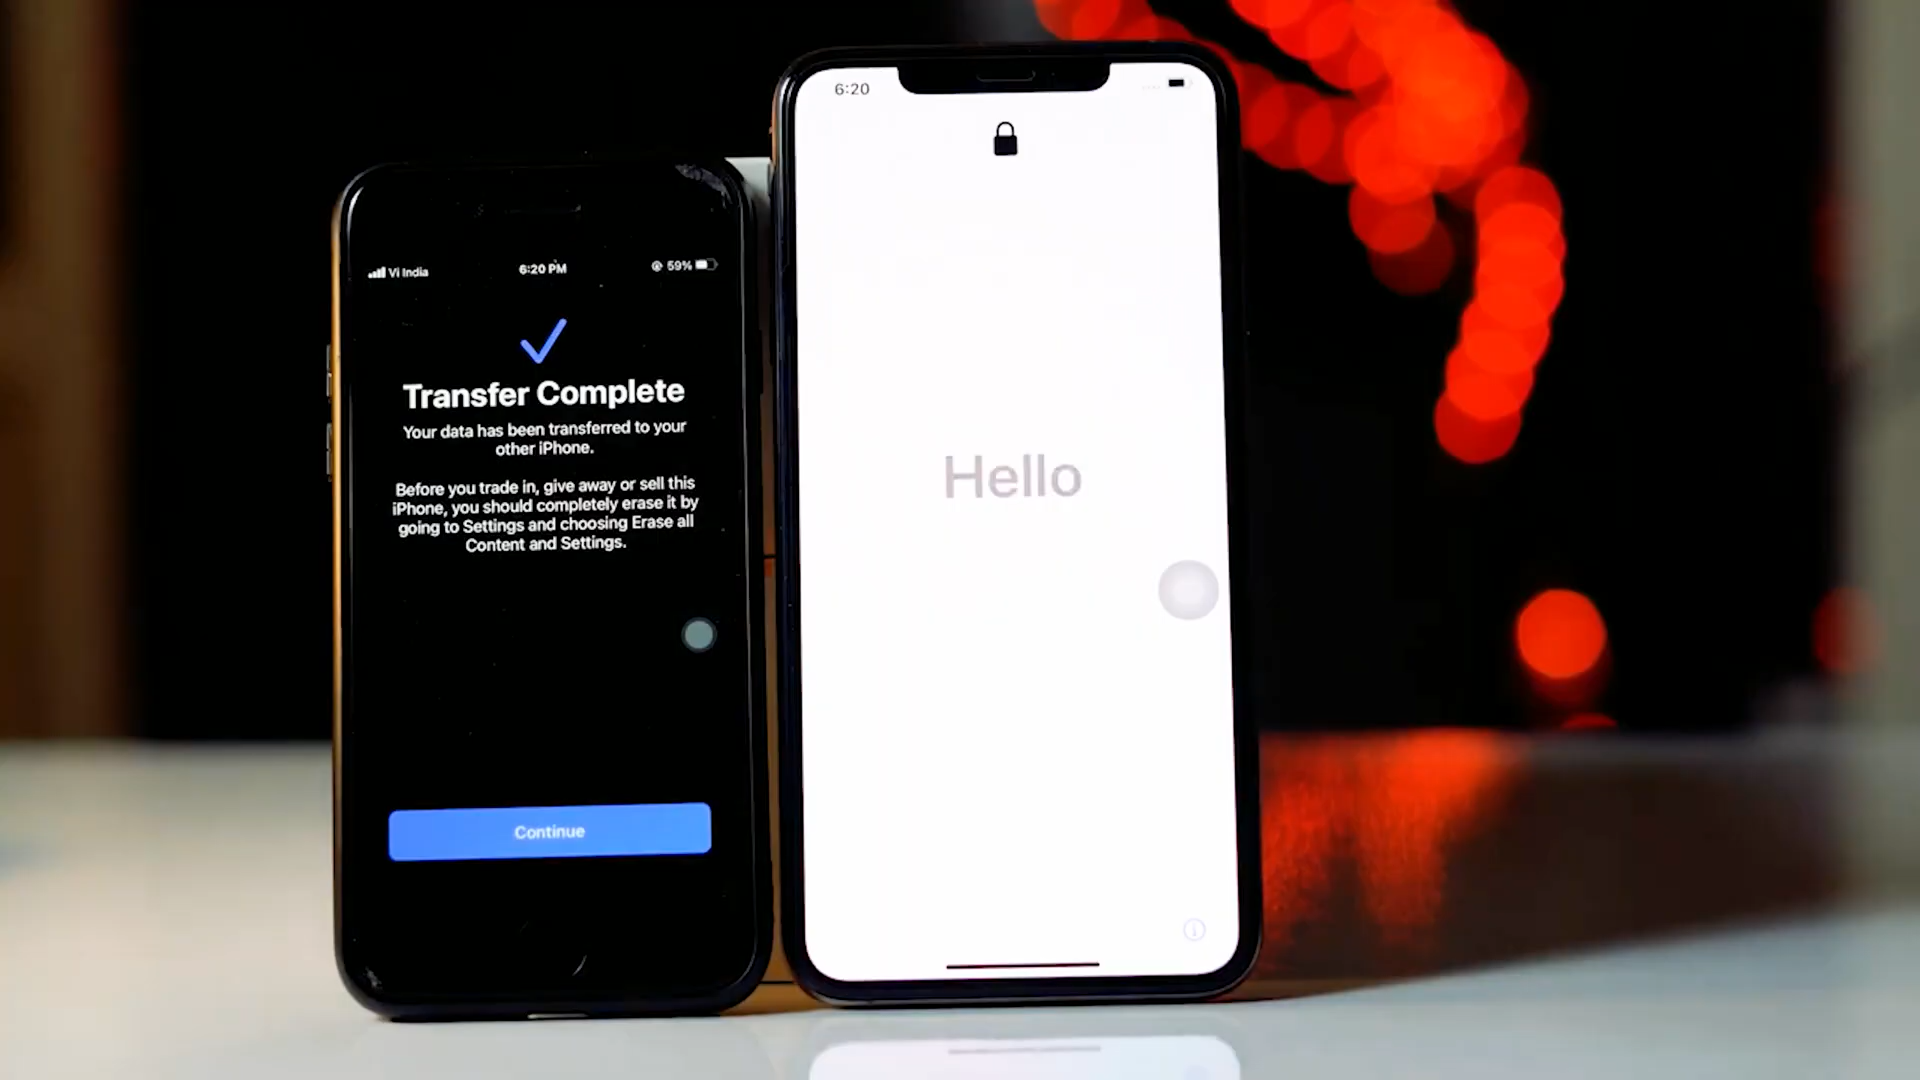 Vi India
6:20 PM
59%
Transfer Complete
Your data has been transferred to your
other iPhone.
Before you trade in, give away or sell this
iPhone, you should completely erase it by
going to Settings and choosing Erase all
Content and Settings.
Continue
6:20
Hello